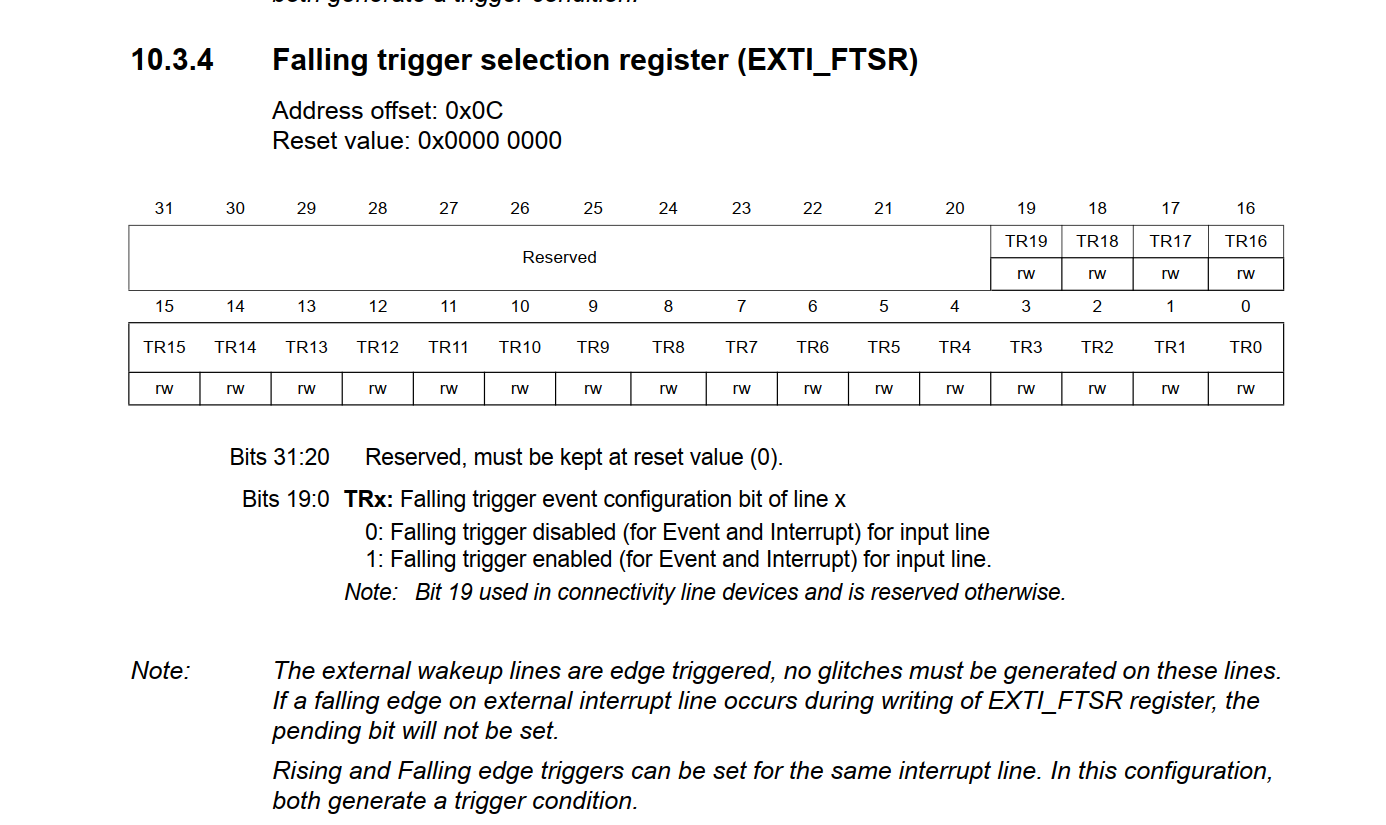 both generate a trigger condition.
10.3.4 Falling trigger selection register (EXTI_FTSR)
Address offset: 0x0C
Reset value: 0x0000 0000
31 30 29 28 27 26 25 24 23 22 21 20 19 18 17 16
Reserved TR19 TR18 TR17 TR16
rw rw rw rw
15 14 13 12 11 10 9 8 7 6 5 4 3 2 1 0
TR15 TR14 TR13 TR12 TR11 TR10 TR9 TR8 TR7 TR6 TR5 TR4 TR3 TR2 TR1 TR0
rw rw rw rw rw rw rw rw rw rw rw rw rw rw rw rw
Bits 31:20 Reserved, must be kept at reset value (0).
Bits 19:0 TRx: Falling trigger event configuration bit of line x
0: Falling trigger disabled (for Event and Interrupt) for input line
1: Falling trigger enabled (for Event and Interrupt) for input line.
Note: Bit 19 used in connectivity line devices and is reserved otherwise.
Note: The external wakeup lines are edge triggered, no glitches must be generated on these lines.
If a falling edge on external interrupt line occurs during writing of EXTI_FTSR register, the
pending bit will not be set.
Rising and Falling edge triggers can be set for the same interrupt line. In this configuration,
both generate a trigger condition.